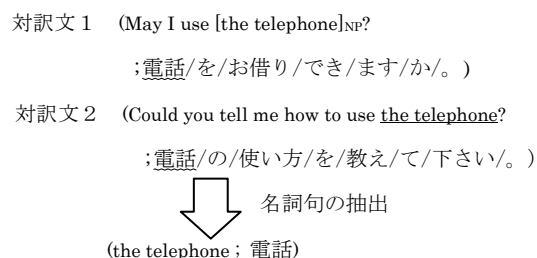 対訳文１ (May I use [the telephone]NP?
;電話/を/お借り/でき/ます/か/。)
対訳文２ (Could you tell me how to use the telephone?
;電話/の/使い方/を/教え/て/下さい/。)
名詞句の抽出
(the telephone ; 電話)